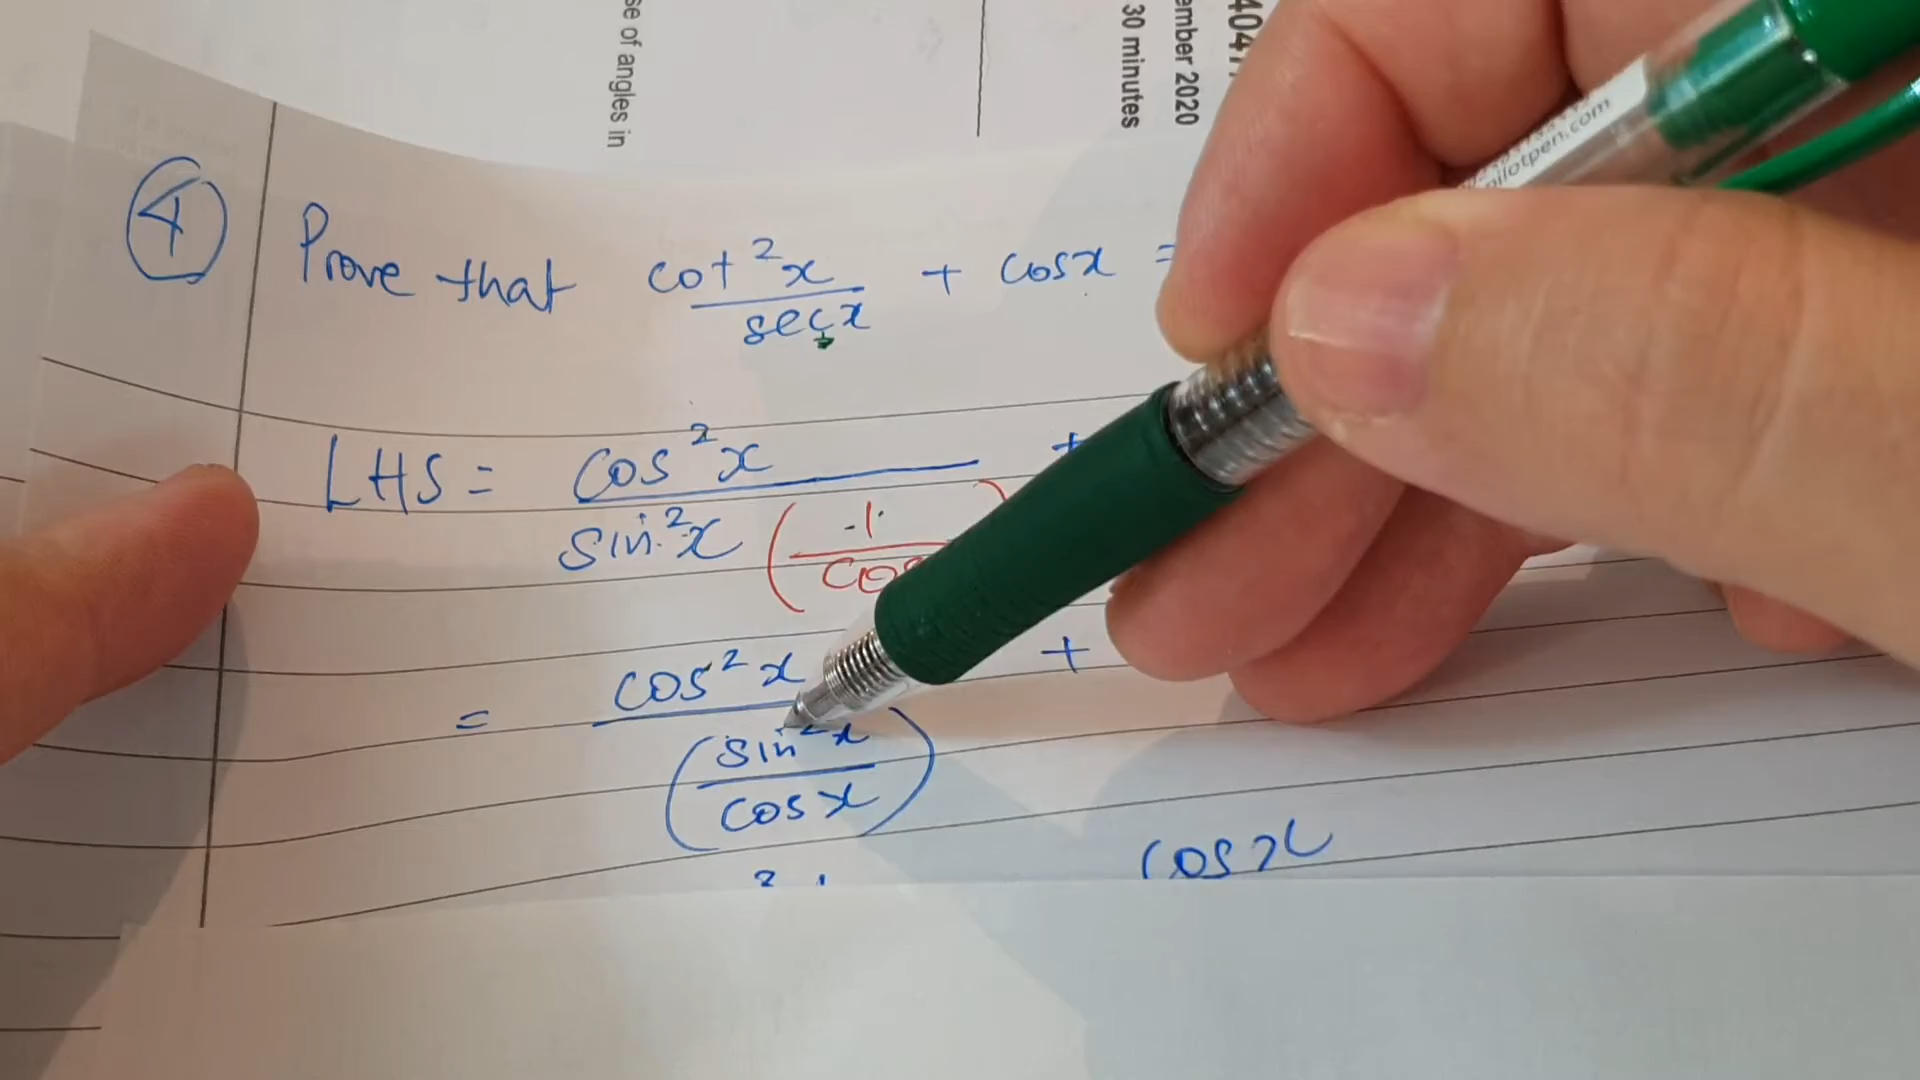 se of angles in
30 minutes
ember 2020
404
pilotpen.com
4 Prove that cot²x / secx + cosx =
LHS = cos²x / sin²x (1 / cos) +
= cos²x / (sin²x / cosx) +
cosx